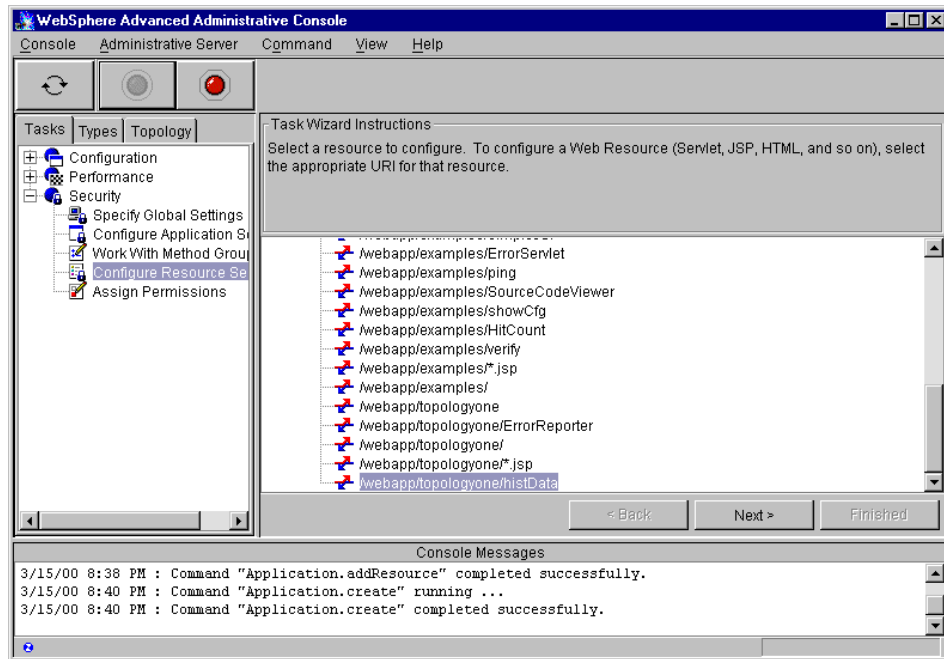 WebSphere Advanced Administrative Console
Console Administrative Server Command View Help
Tasks Types Topology
Configuration
Performance
Security
Specify Global Settings
Configure Application Se
Work With Method Group
Configure Resource Se
Assign Permissions
Task Wizard Instructions
Select a resource to configure. To configure a Web Resource (Servlet, JSP, HTML, and so on), select
the appropriate URI for that resource.
/webapp/examples/ErrorServlet
/webapp/examples/ping
/webapp/examples/SourceCodeViewer
/webapp/examples/showCfg
/webapp/examples/HitCount
/webapp/examples/verify
/webapp/examples/*.jsp
/webapp/examples/
/webapp/topologyone
/webapp/topologyone/ErrorReporter
/webapp/topologyone/
/webapp/topologyone/*.jsp
/webapp/topologyone/histData
< Back Next > Finished
Console Messages
3/15/00 8:38 PM : Command "Application.addResource" completed successfully.
3/15/00 8:40 PM : Command "Application.create" running ...
3/15/00 8:40 PM : Command "Application.create" completed successfully.